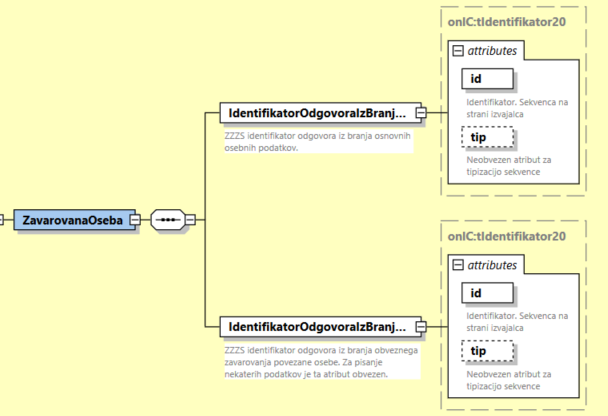 onlC:tIdentifikator20
attributes
id
Identifikator. Sekvenca na
strani izvajalca
tip
Neobvezen atribut za
tipizacijo sekvence
IdentifikatorOdgovoraIzBranj...
ZZZS identifikator odgovora iz branja osnovnih
osebnih podatkov.
ZavarovanaOseba
onlC:tIdentifikator20
attributes
id
Identifikator. Sekvenca na
strani izvajalca
tip
Neobvezen atribut za
tipizacijo sekvence
IdentifikatorOdgovoraIzBranj...
ZZZS identifikator odgovora iz branja obveznega
zavarovanja povezane osebe. Za pisanje
nekaterih podatkov je ta atribut obvezen.